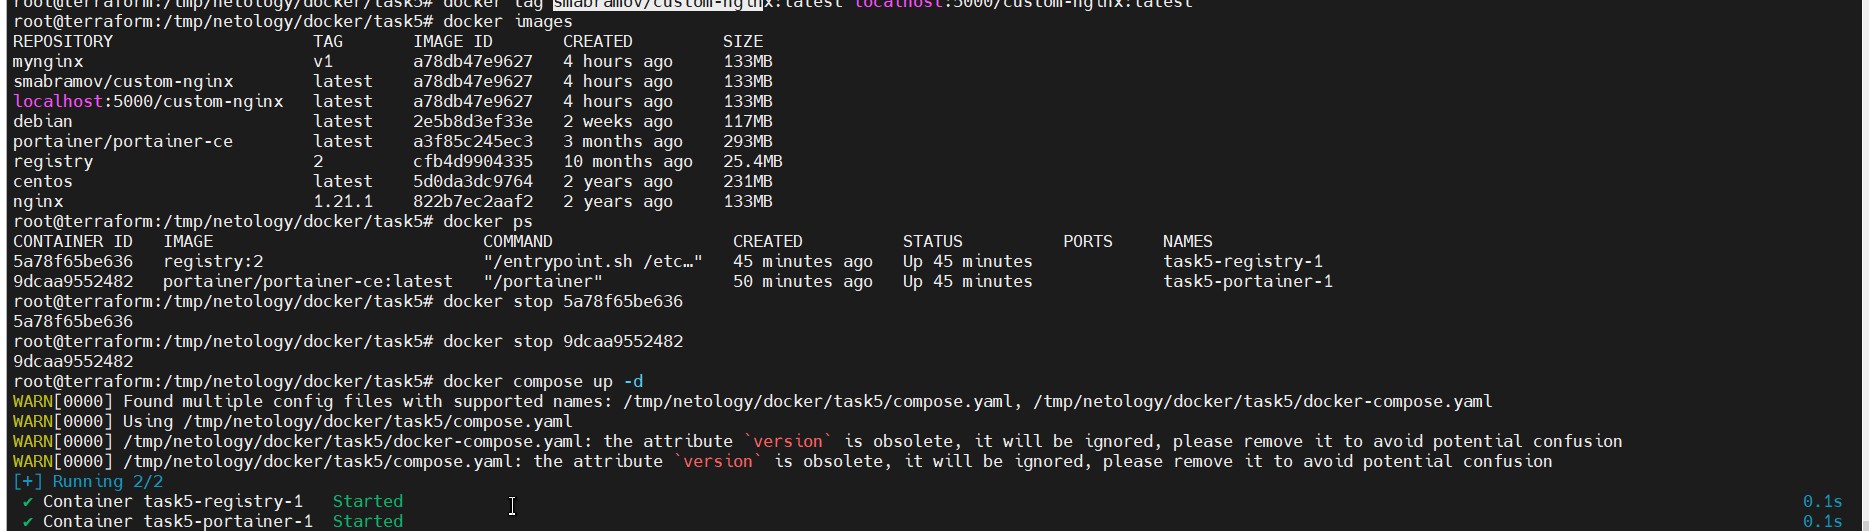 root@terraform:/tmp/netology/docker/task5# docker tag smabramov/custom-nginx:latest localhost:5000/custom-nginx:latest
root@terraform:/tmp/netology/docker/task5# docker images
REPOSITORY TAG IMAGE ID CREATED SIZE
mynginx v1 a78db47e9627 4 hours ago 133MB
smabramov/custom-nginx latest a78db47e9627 4 hours ago 133MB
localhost:5000/custom-nginx latest a78db47e9627 4 hours ago 133MB
debian latest 2e5b8d3ef33e 2 weeks ago 117MB
portainer/portainer-ce latest a3f85c245ec3 3 months ago 293MB
registry 2 cfb4d9904335 10 months ago 25.4MB
centos latest 5d0da3dc9764 2 years ago 231MB
nginx 1.21.1 822b7ec2aaf2 2 years ago 133MB
root@terraform:/tmp/netology/docker/task5# docker ps
CONTAINER ID IMAGE COMMAND CREATED STATUS PORTS NAMES
5a78f65be636 registry:2 "/entrypoint.sh /etc…" 45 minutes ago Up 45 minutes task5-registry-1
9dcaa9552482 portainer/portainer-ce:latest "/portainer" 50 minutes ago Up 45 minutes task5-portainer-1
root@terraform:/tmp/netology/docker/task5# docker stop 5a78f65be636
5a78f65be636
root@terraform:/tmp/netology/docker/task5# docker stop 9dcaa9552482
9dcaa9552482
root@terraform:/tmp/netology/docker/task5# docker compose up -d
WARN[0000] Found multiple config files with supported names: /tmp/netology/docker/task5/compose.yaml, /tmp/netology/docker/task5/docker-compose.yaml
WARN[0000] Using /tmp/netology/docker/task5/compose.yaml
WARN[0000] /tmp/netology/docker/task5/docker-compose.yaml: the attribute `version` is obsolete, it will be ignored, please remove it to avoid potential confusion
WARN[0000] /tmp/netology/docker/task5/compose.yaml: the attribute `version` is obsolete, it will be ignored, please remove it to avoid potential confusion
[+] Running 2/2
✔ Container task5-registry-1 Started 0.1s
✔ Container task5-portainer-1 Started 0.1s